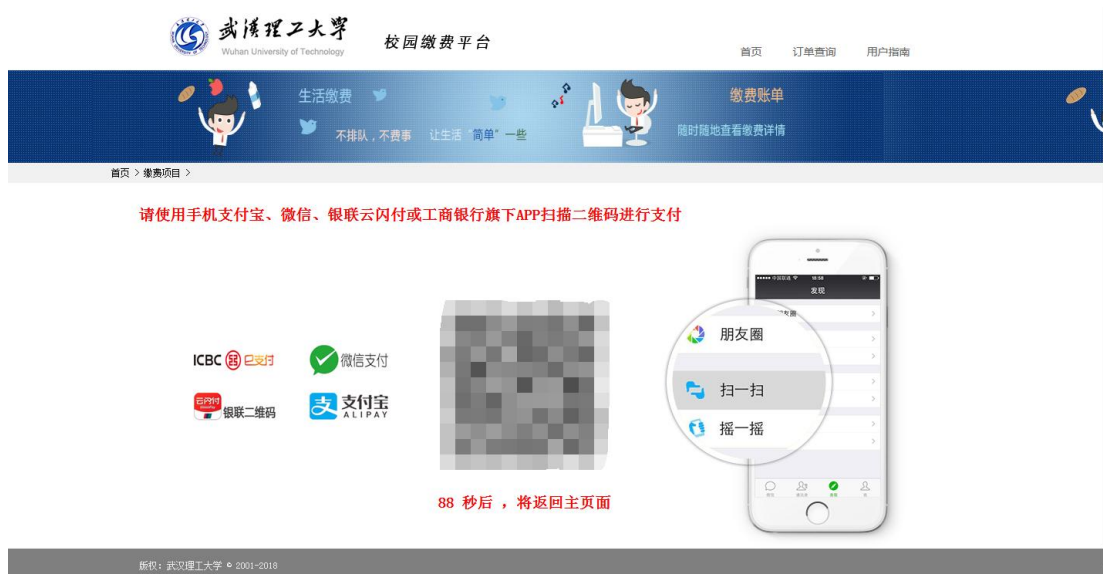 武汉理工大学
Wuhan University of Technology
校园缴费平台
首页 订单查询 用户指南
生活缴费
不排队，不费事 让生活“简单”一些
缴费账单
随时随地查看缴费详情
首页 > 缴费项目 >
请使用手机支付宝、微信、银联云闪付或工商银行旗下APP扫描二维码进行支付
ICBC e支付
微信支付
云闪付
银联二维码
支付宝
ALIPAY
发现
朋友圈
扫一扫
摇一摇
88 秒后 ，将返回主页面
版权：武汉理工大学 © 2001-2018